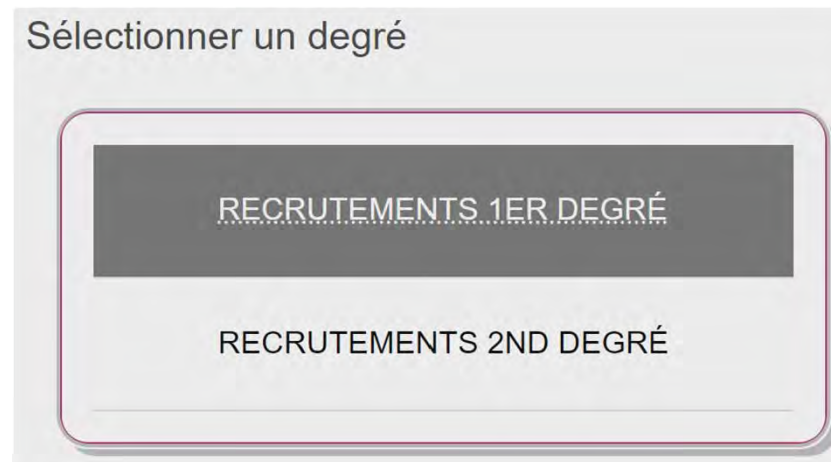 Sélectionner un degré
RECRUTEMENTS 1ER DEGRÉ
RECRUTEMENTS 2ND DEGRÉ